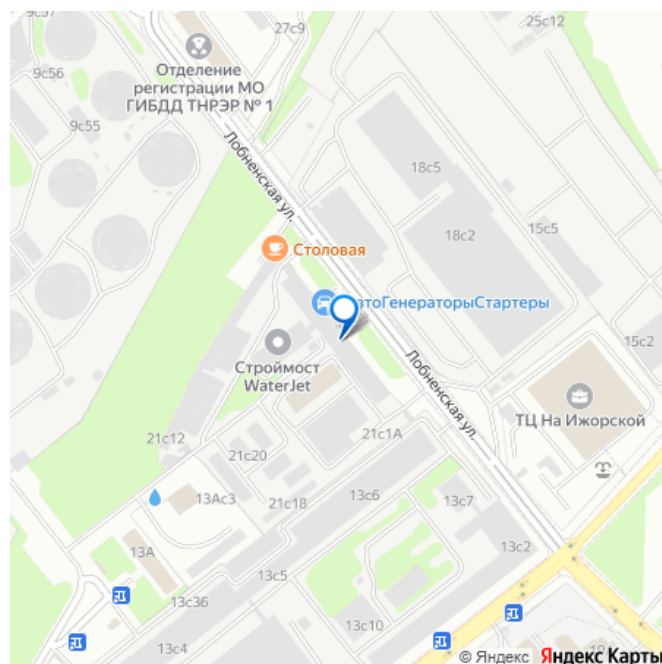 27с9
25с12
9с56
Отделение
регистрации МО
ГИБДД ТНРЭР № 1
9с55
Лобненская ул.
18с5
18с2
15с5
Столовая
втоГенераторыСтартеры
15с2
Строймост
WaterJet
Лобненская ул.
ТЦ На Ижорской
21с12
21с1А
21с20
13Ас3
21с18
13с6
13с7
13А
13с2
13с5
13с36
13с10
13с4
© Яндекс Яндекс Карты